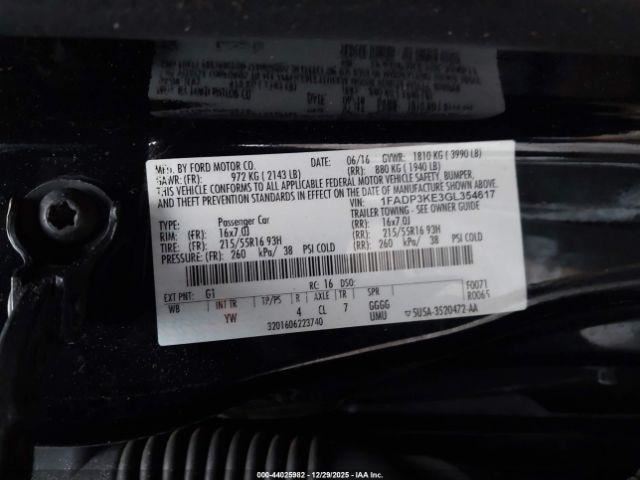 MFD. BY FORD MOTOR CO. DATE: 06/16 GVWR: 1810 KG ( 3990 LB)
GAWR: (FR): 972 KG ( 2143 LB) (RR): 880 KG ( 1940 LB)
THIS VEHICLE CONFORMS TO ALL APPLICABLE FEDERAL MOTOR VEHICLE SAFETY, BUMPER,
AND THEFT PREVENTION STANDARDS IN EFFECT ON THE DATE OF MANUFACTURE SHOWN ABOVE.
VIN: 1FADP3KE3GL354617
TYPE: Passenger Car TRAILER TOWING - SEE OWNER GUIDE
RIM: (FR): 16x7.0J (RR): 16x7.0J
TIRE: (FR): 215/55R16 93H (RR): 215/55R16 93H
PRESSURE: (FR): 260 kPa/ 38 PSI COLD (RR): 260 kPa/ 38 PSI COLD
EXT PNT: G1 RC: 16 DSO: F0071
WB INT TR TP/PS R AXLE TR SPR R0065
YW 4 CL 7 GGGG
3201606223740 UMU 5U5A-3520472-AA
000-44025982 - 12/29/2025 - IAA Inc.